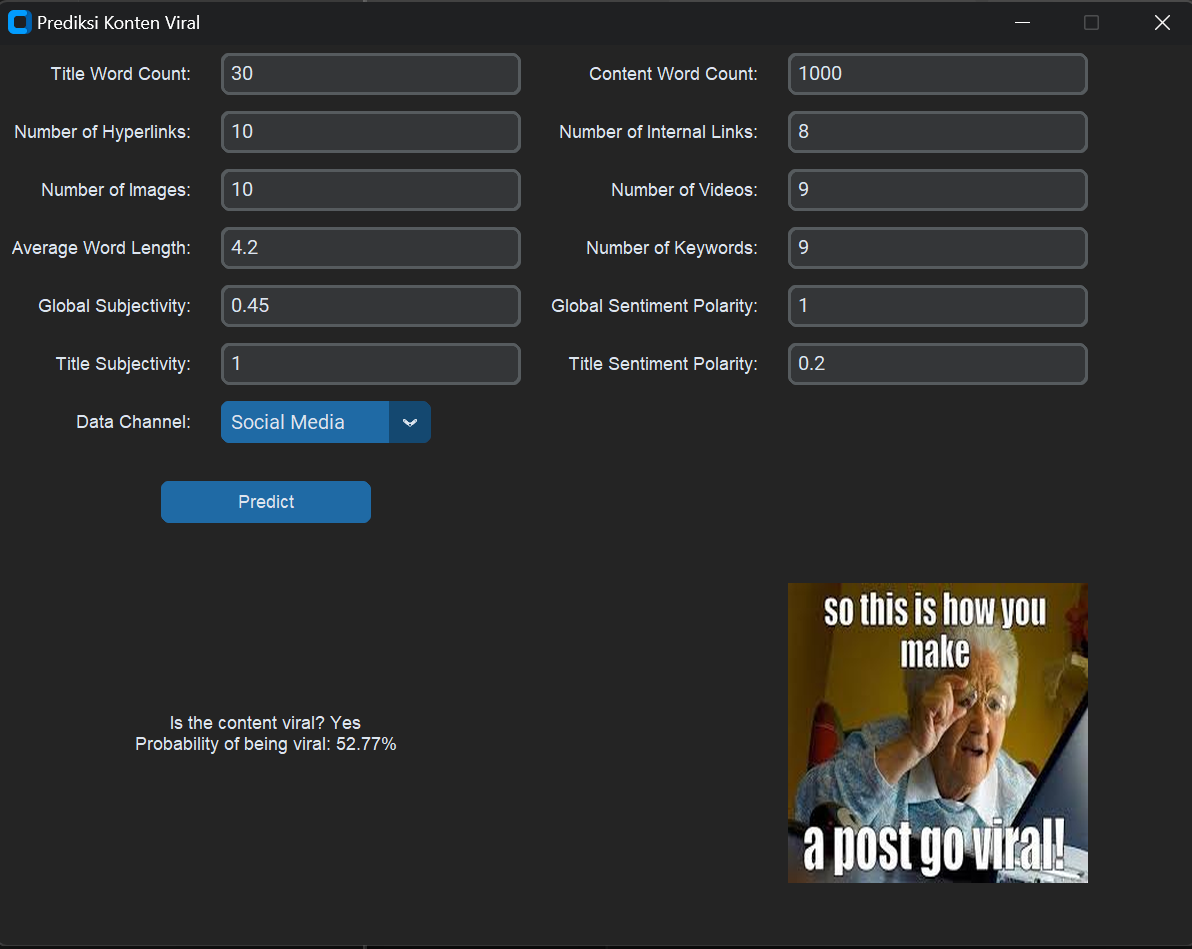 Prediksi Konten Viral
Title Word Count: 30 Content Word Count: 1000
Number of Hyperlinks: 10 Number of Internal Links: 8
Number of Images: 10 Number of Videos: 9
Average Word Length: 4.2 Number of Keywords: 9
Global Subjectivity: 0.45 Global Sentiment Polarity: 1
Title Subjectivity: 1 Title Sentiment Polarity: 0.2
Data Channel: Social Media
Predict
Is the content viral? Yes
Probability of being viral: 52.77%
so this is how you
make
a post go viral!